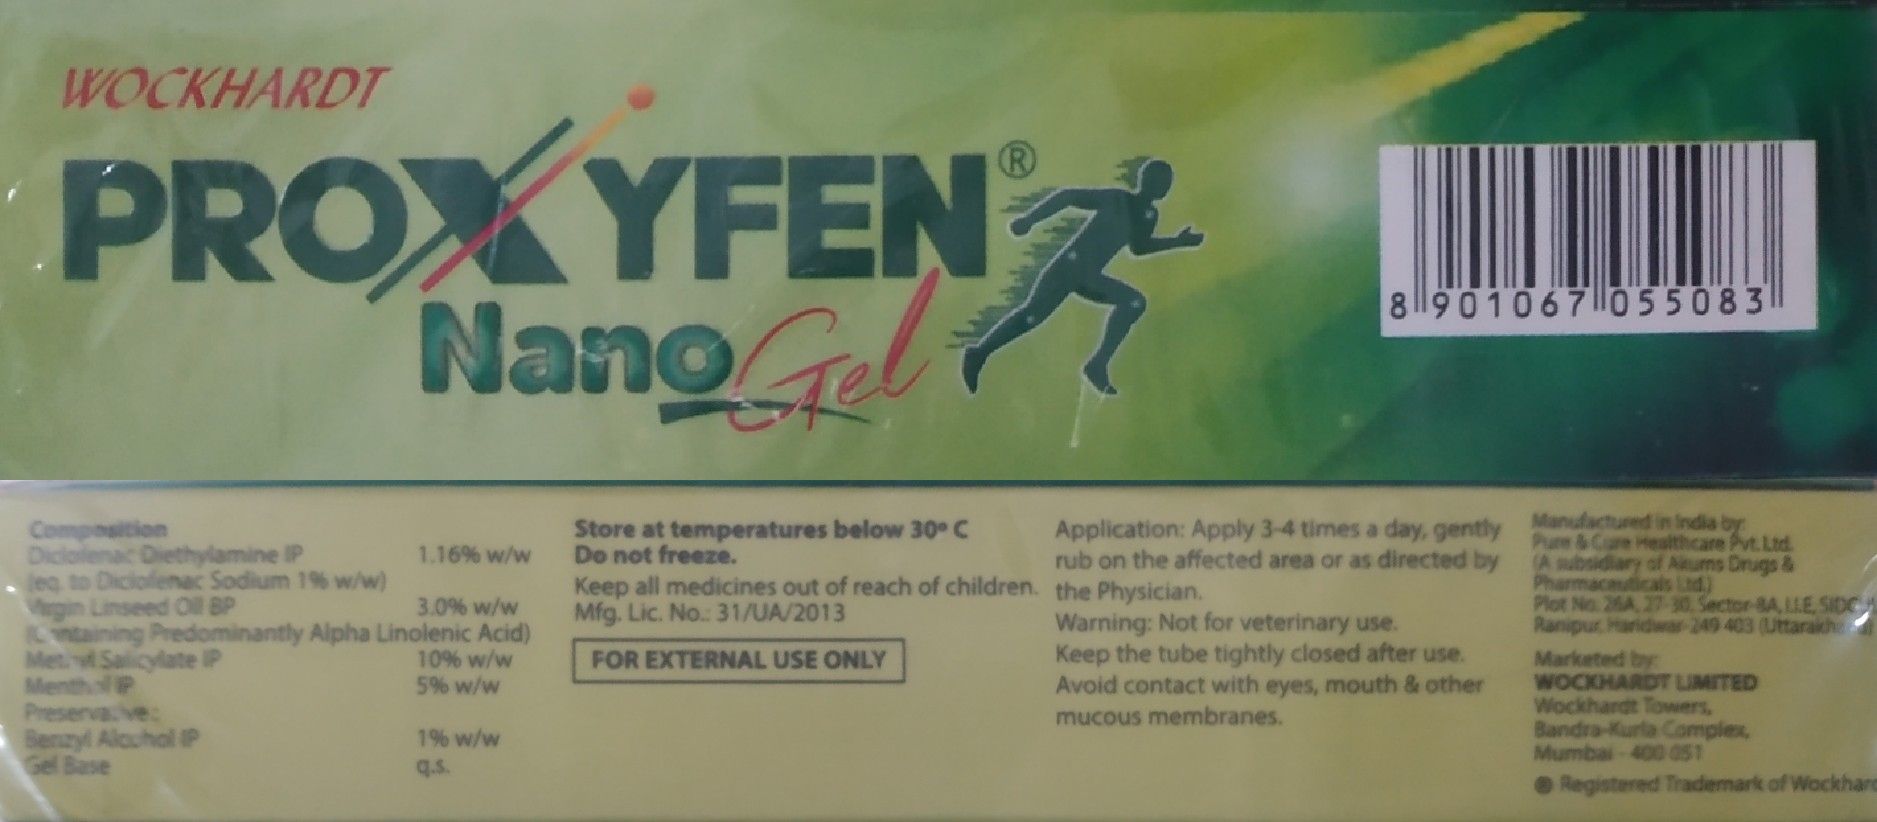 WOCKHARDT
PROXYFEN®
Nano Gel
8 901067 055083
Composition
Diclofenac Diethylamine IP 1.16% w/w
(eq. to Diclofenac Sodium 1% w/w)
Virgin Linseed Oil BP 3.0% w/w
(Containing Predominantly Alpha Linolenic Acid)
Methyl Salicylate IP 10% w/w
Menthol IP 5% w/w
Preservative:
Benzyl Alcohol IP 1% w/w
Gel Base q.s.
Store at temperatures below 30° C
Do not freeze.
Keep all medicines out of reach of children.
Mfg. Lic. No.: 31/UA/2013
FOR EXTERNAL USE ONLY
Application: Apply 3-4 times a day, gently
rub on the affected area or as directed by
the Physician.
Warning: Not for veterinary use.
Keep the tube tightly closed after use.
Avoid contact with eyes, mouth & other
mucous membranes.
Manufactured in India by:
Pure & Cure Healthcare Pvt. Ltd.
(A subsidiary of Akums Drugs &
Pharmaceuticals Ltd.)
Plot No. 26A, 27-30, Sector-8A, I.I.E,
Ranipur, Haridwar-249 403
Marketed by:
WOCKHARDT LIMITED
Wockhardt Towers,
Bandra-Kurla Complex,
Mumbai - 400 051
® Registered Trademark of